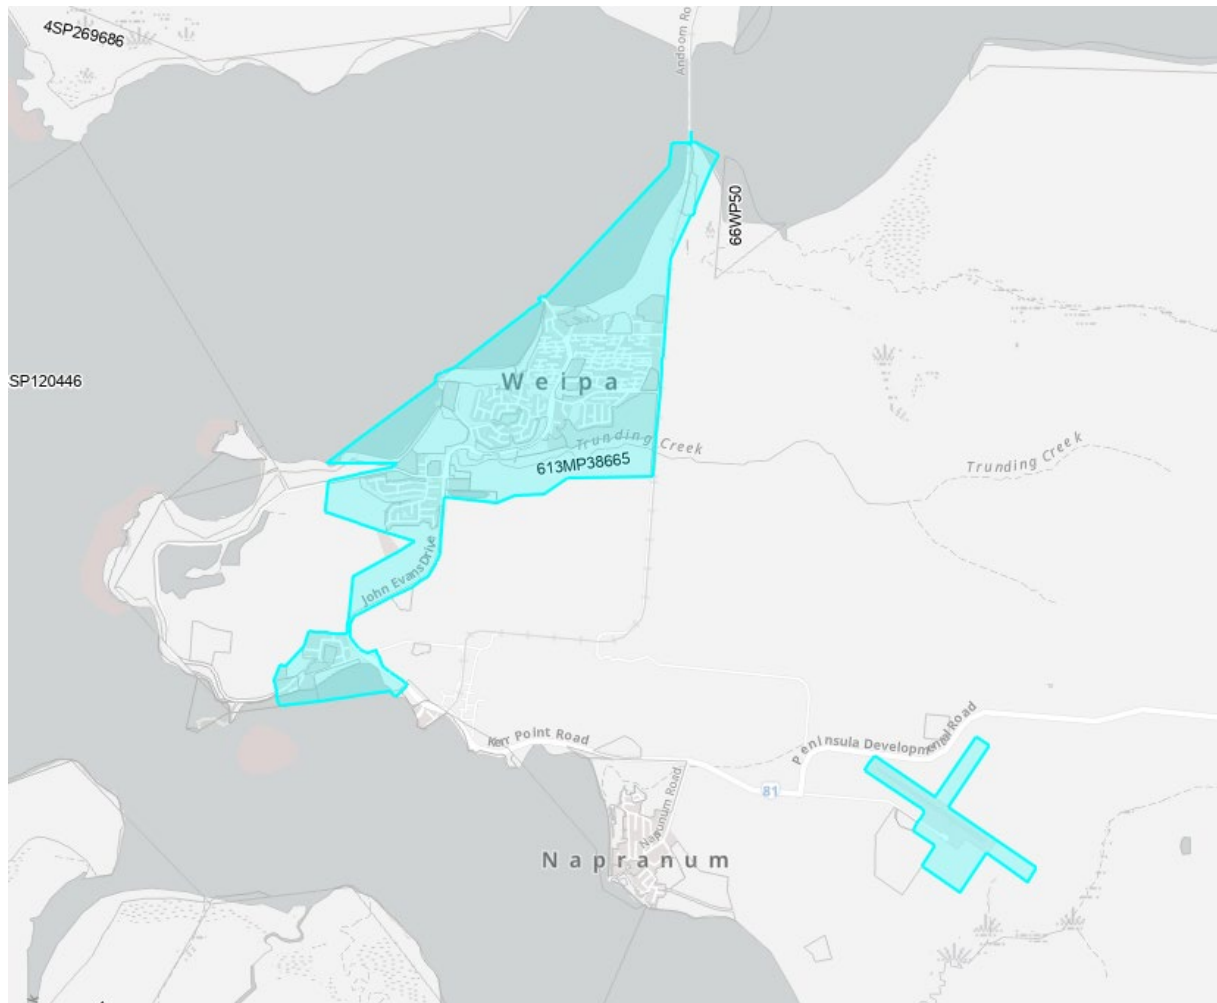 4SP269686
Andoom Ro
66WP50
SP120446
Weipa
Trunding Creek
613MP38665
Trunding Creek
John Evans Drive
Kerr Point Road
Peninsula Developmental Road
81
Napranum Road
Napranum